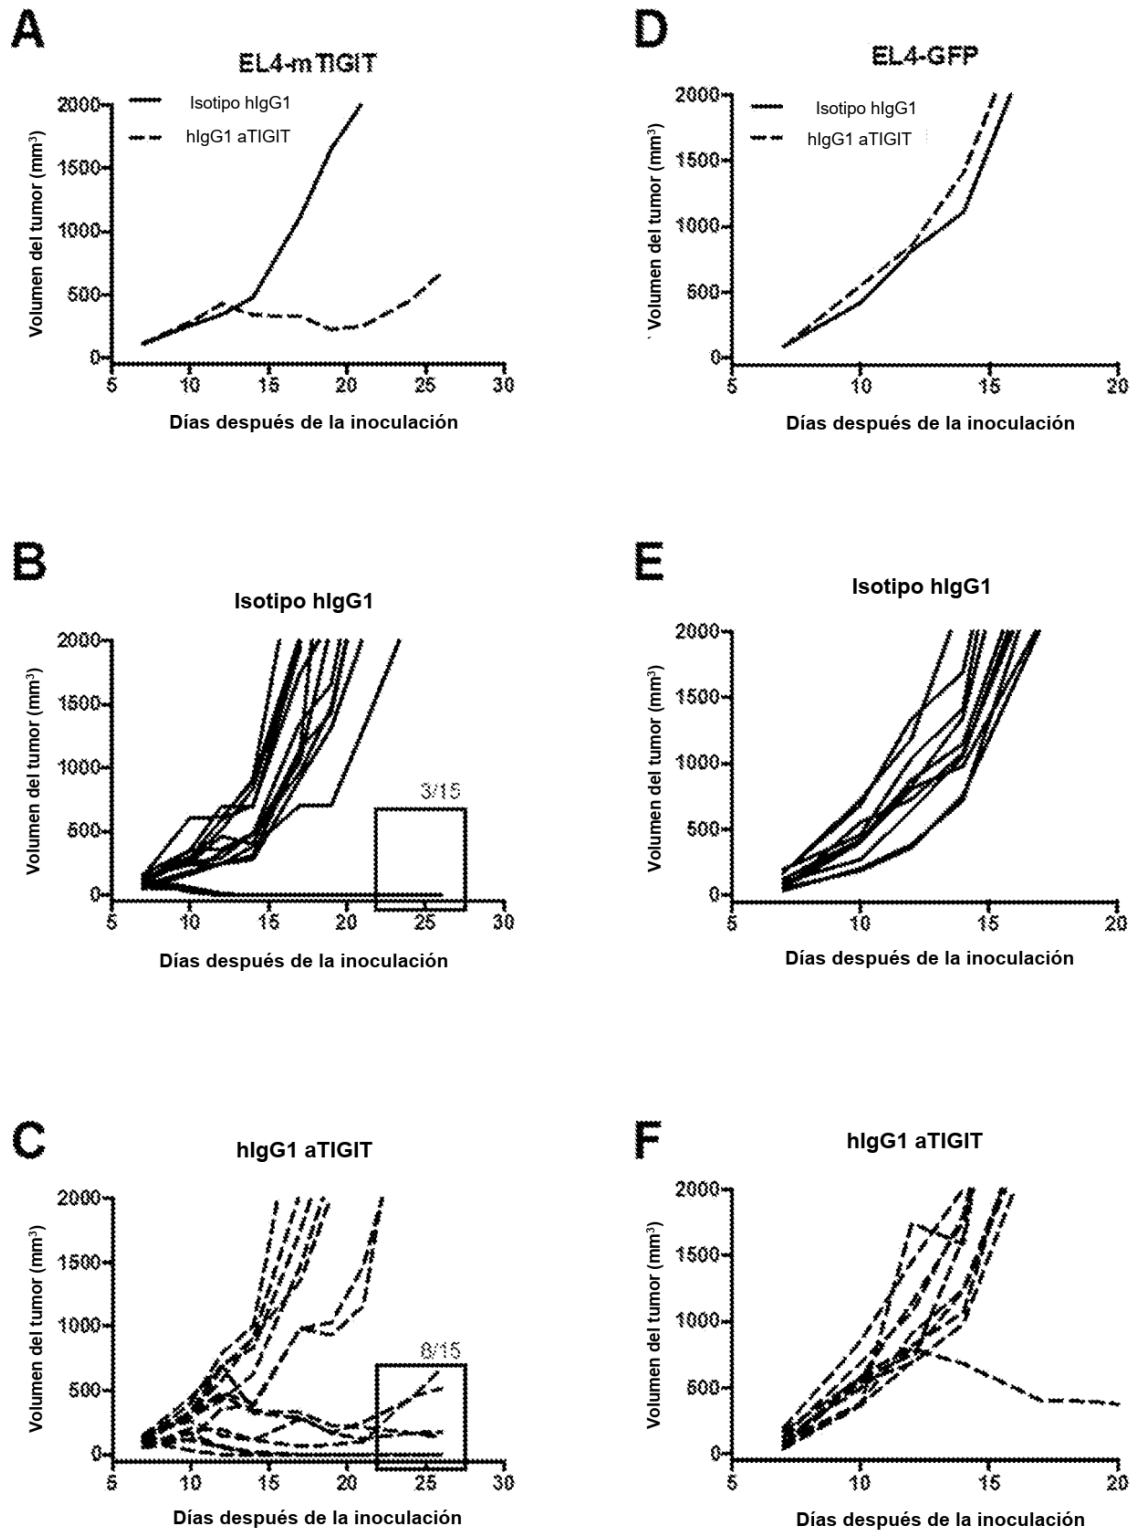 A
EL4-mTIGIT
Isotipo hIgG1
hIgG1 aTIGIT
Volumen del tumor (mm³)
2000
1500
1000
500
0
5 10 15 20 25 30
Días después de la inoculación
D
EL4-GFP
Isotipo hIgG1
hIgG1 aTIGIT
Volumen del tumor (mm³)
2000
1500
1000
500
0
5 10 15 20
Días después de la inoculación
B
Isotipo hIgG1
Volumen del tumor (mm³)
2000
1500
1000
500
0
3/15
5 10 15 20 25 30
Días después de la inoculación
E
Isotipo hIgG1
Volumen del tumor (mm³)
2000
1500
1000
500
0
5 10 15 20
Días después de la inoculación
C
hIgG1 aTIGIT
Volumen del tumor (mm³)
2000
1500
1000
500
0
8/15
5 10 15 20 25 30
Días después de la inoculación
F
hIgG1 aTIGIT
Volumen del tumor (mm³)
2000
1500
1000
500
0
5 10 15 20
Días después de la inoculación